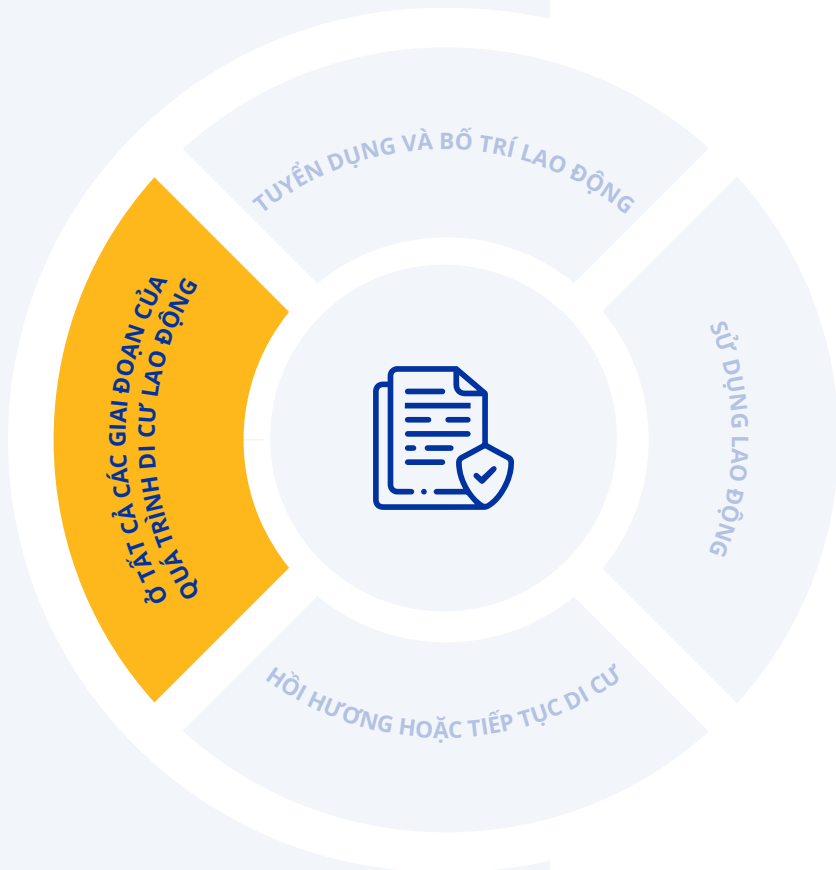 TUYỂN DỤNG VÀ BỐ TRÍ LAO ĐỘNG
Ở TẤT CẢ CÁC GIAI ĐOẠN CỦA
QUÁ TRÌNH DI CƯ LAO ĐỘNG
SỬ DỤNG LAO ĐỘNG
HỒI HƯƠNG HOẶC TIẾP TỤC DI CƯ